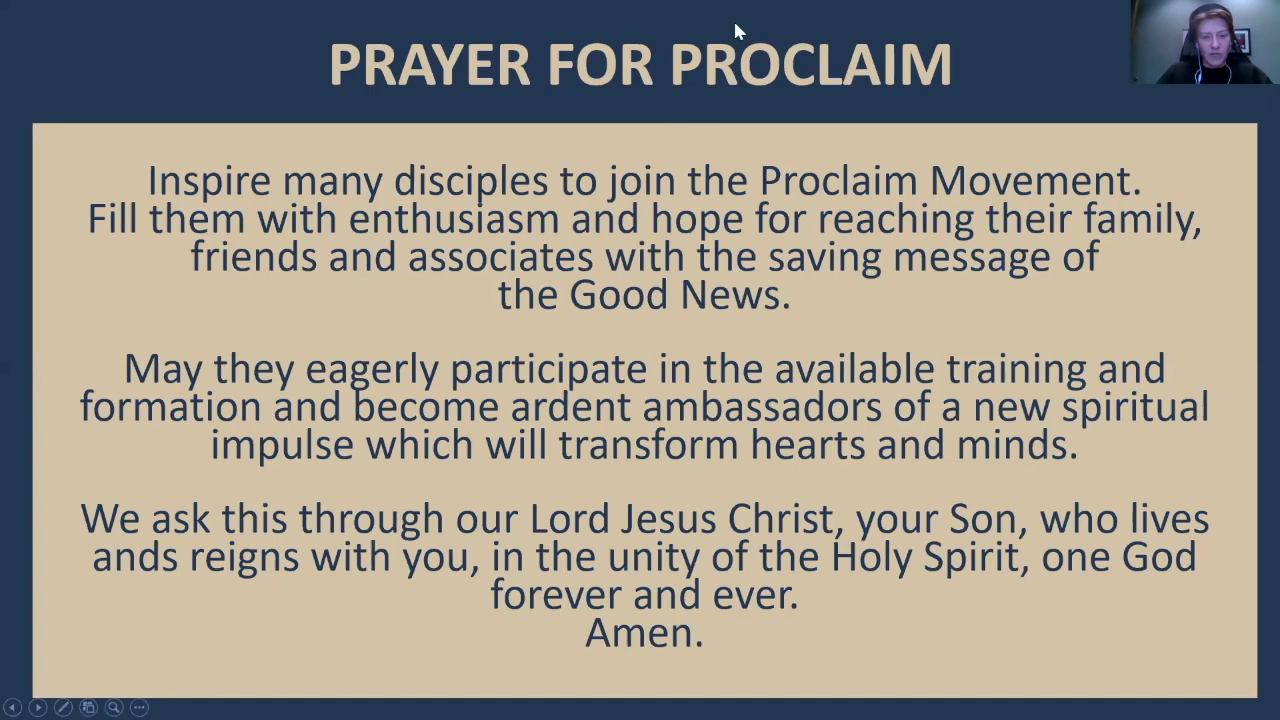 PRAYER FOR PROCLAIM
Inspire many disciples to join the Proclaim Movement.
Fill them with enthusiasm and hope for reaching their family,
friends and associates with the saving message of
the Good News.
May they eagerly participate in the available training and
formation and become ardent ambassadors of a new spiritual
impulse which will transform hearts and minds.
We ask this through our Lord Jesus Christ, your Son, who lives
ands reigns with you, in the unity of the Holy Spirit, one God
forever and ever.
Amen.